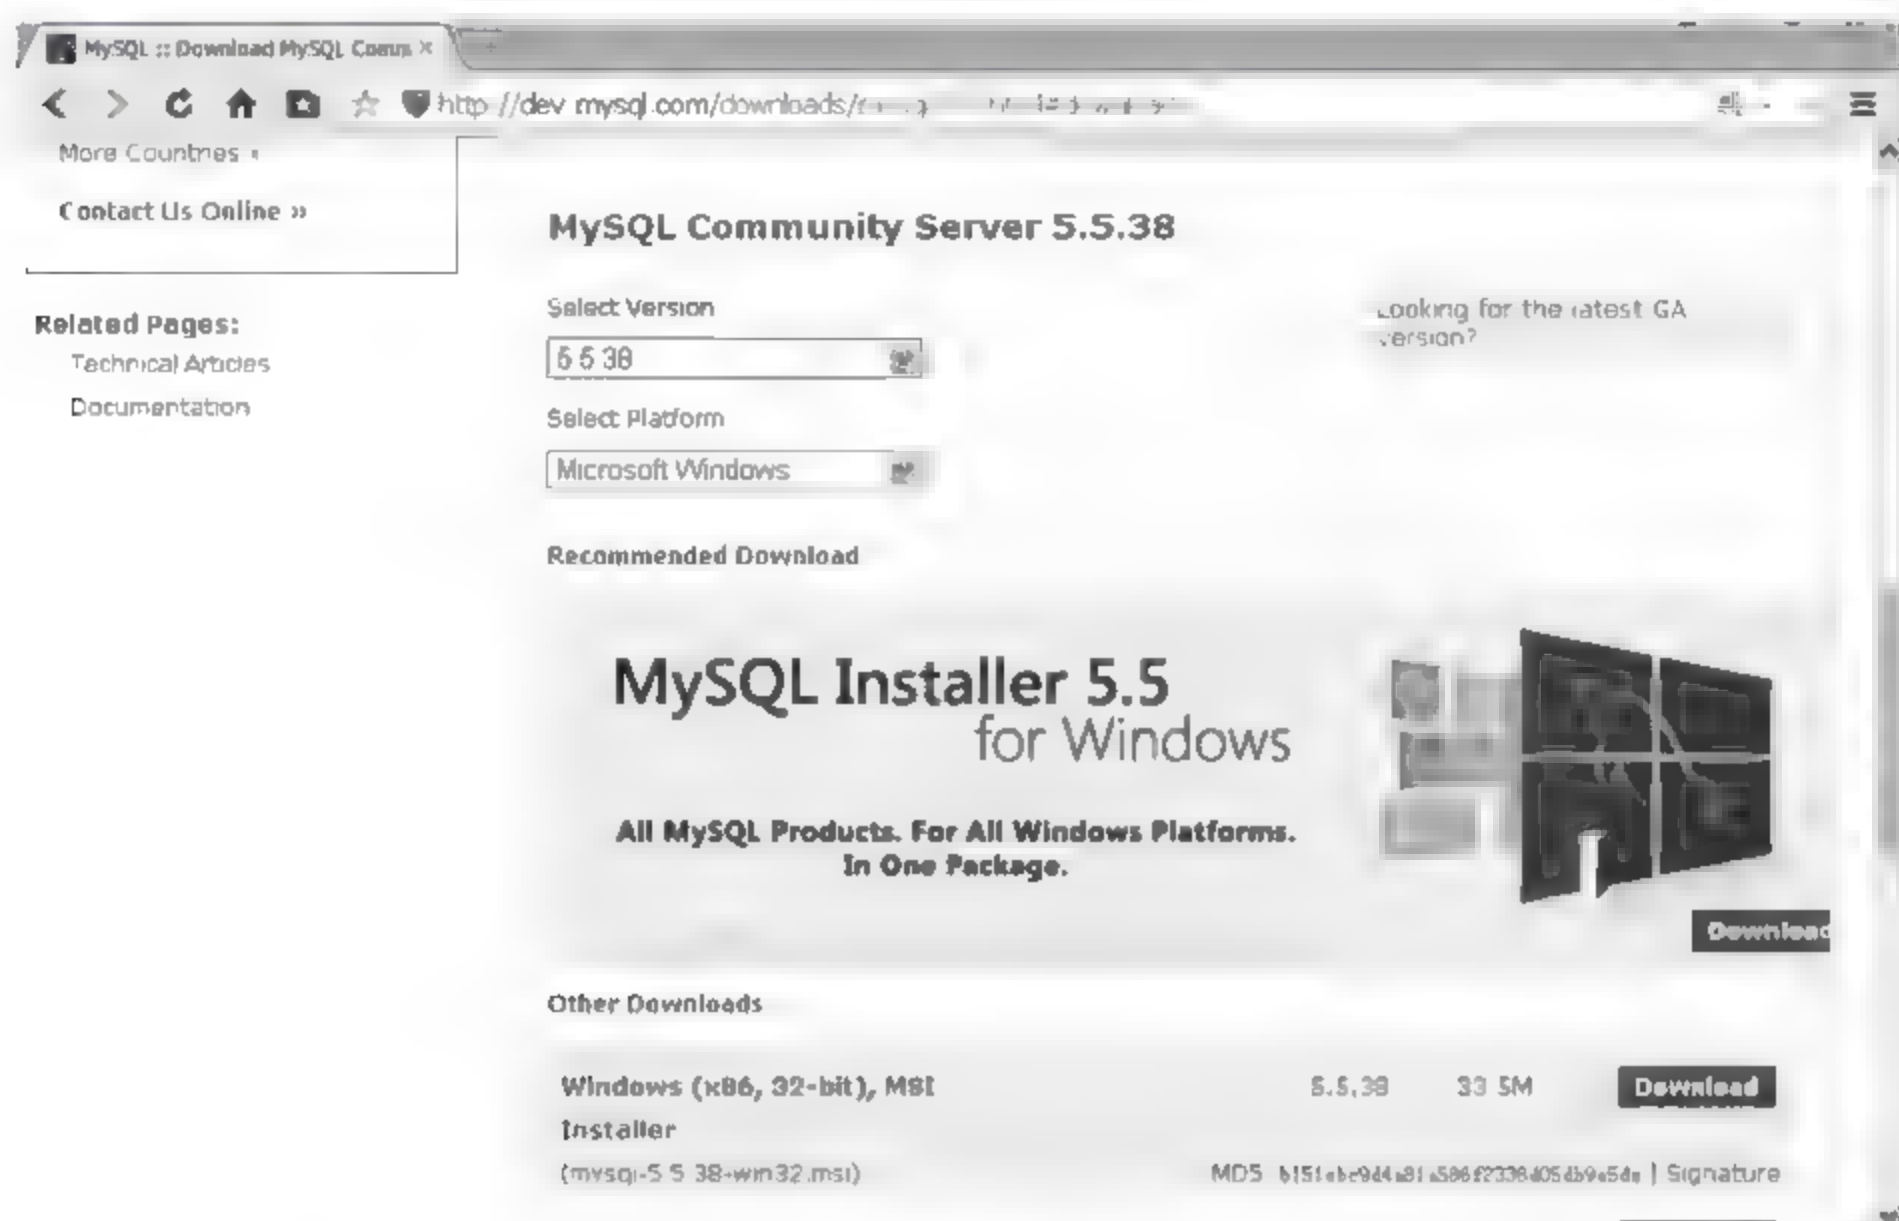 MySQL :: Download MySQL Comm ×
http://dev.mysql.com/downloads/
More Countries »
Contact Us Online »
Related Pages:
Technical Articles
Documentation
MySQL Community Server 5.5.38
Select Version
5.5.38
Looking for the latest GA
version?
Select Platform
Microsoft Windows
Recommended Download
MySQL Installer 5.5
for Windows
All MySQL Products. For All Windows Platforms.
In One Package.
Download
Other Downloads
Windows (x86, 32-bit), MSI
Installer
5.5.38 33.5M Download
(mysql-5.5.38-win32.msi)
MD5: | Signature